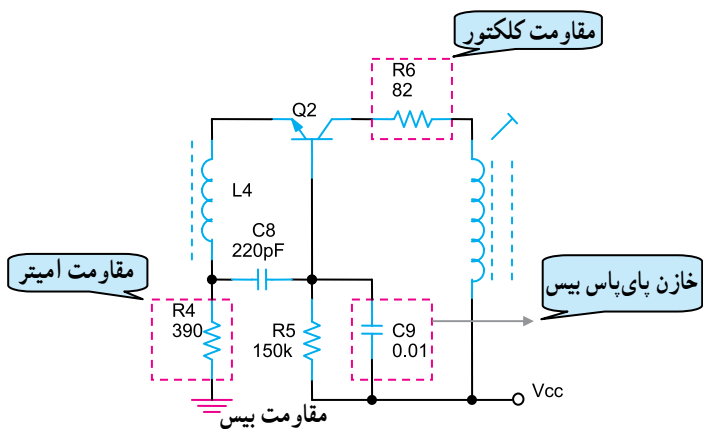 مقاومت کلکتور
R6
82
Q2
L4
C8
220pF
مقاومت امیتر
خازن بای‌پاس بیس
R4
390
R5
150k
C9
0.01
Vcc
مقاومت بیس